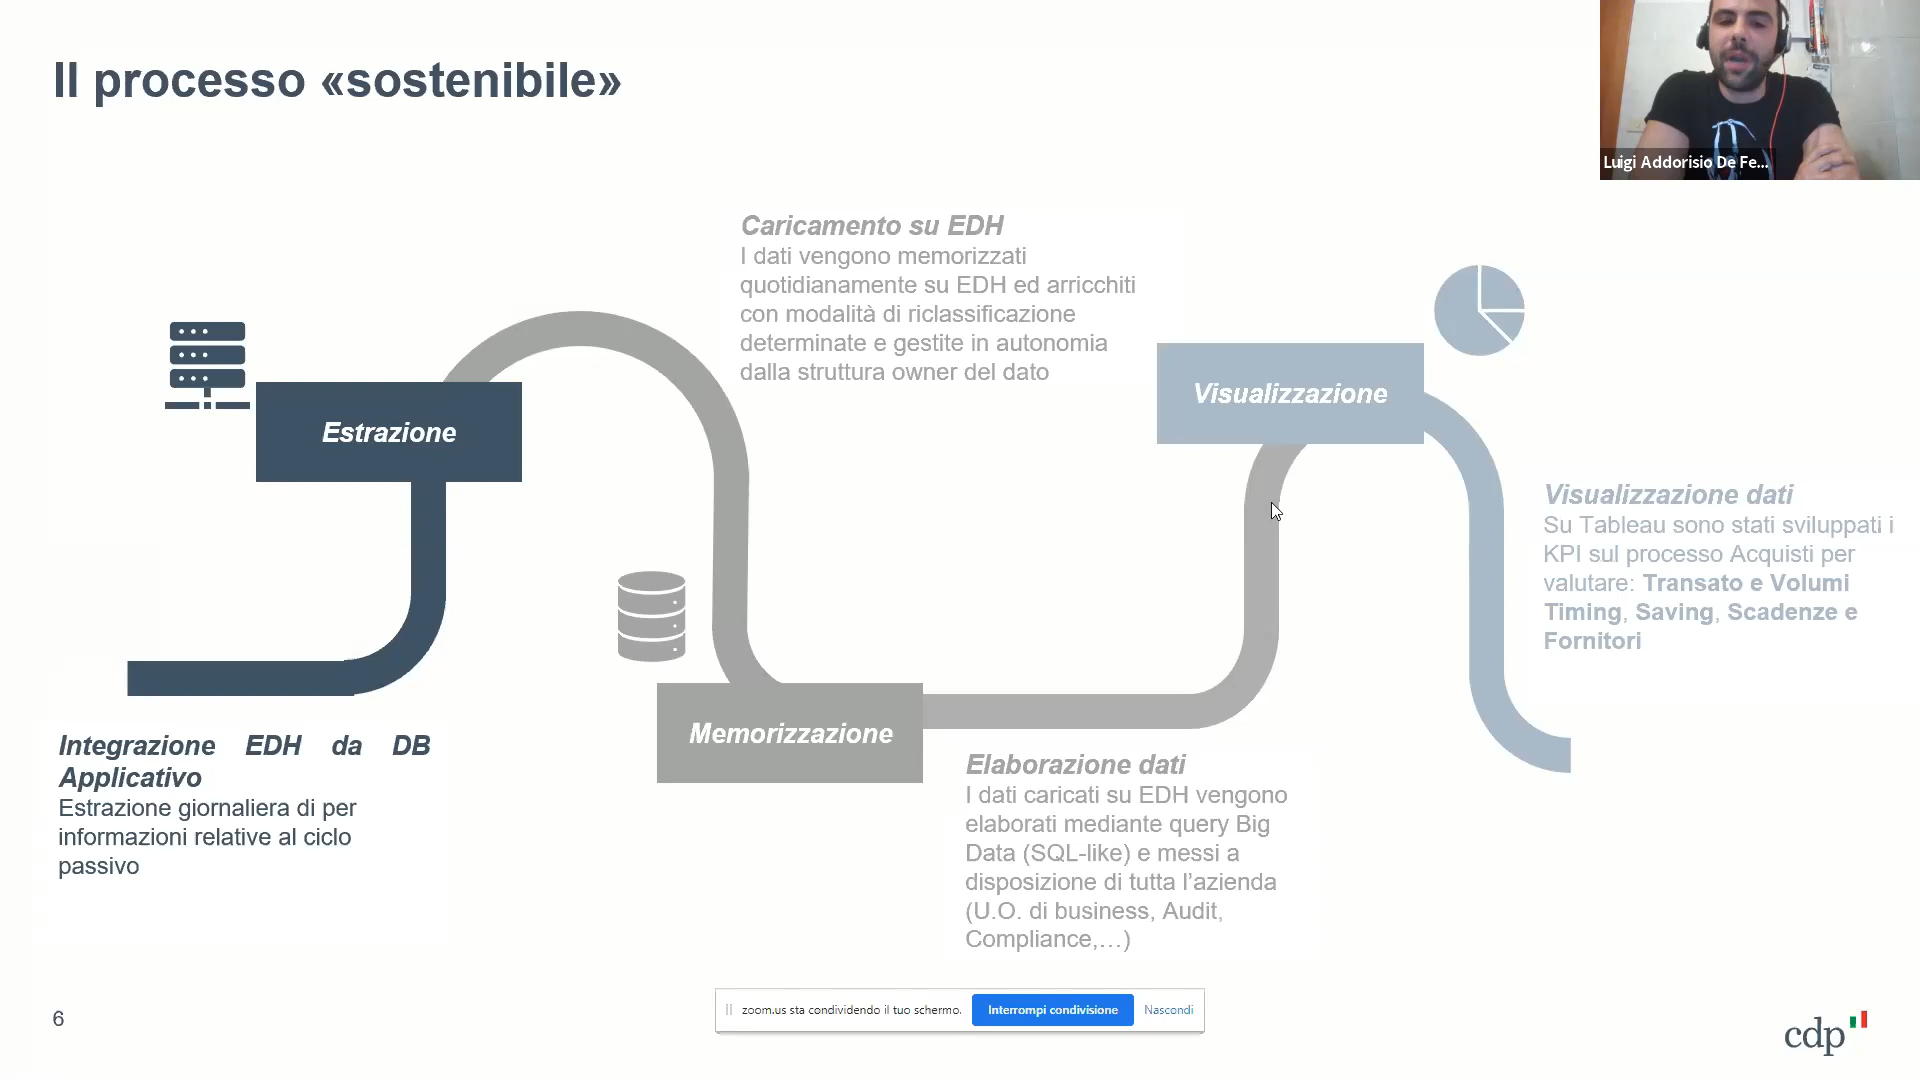 Il processo «sostenibile»
Luigi Addorisio De Fe...
Caricamento su EDH
I dati vengono memorizzati
quotidianamente su EDH ed arricchiti
con modalità di riclassificazione
determinate e gestite in autonomia
dalla struttura owner del dato
Estrazione
Visualizzazione
Visualizzazione dati
Su Tableau sono stati sviluppati i
KPI sul processo Acquisti per
valutare: Transato e Volumi
Timing, Saving, Scadenze e
Fornitori
Memorizzazione
Integrazione EDH da DB
Applicativo
Estrazione giornaliera di per
informazioni relative al ciclo
passivo
Elaborazione dati
I dati caricati su EDH vengono
elaborati mediante query Big
Data (SQL-like) e messi a
disposizione di tutta l’azienda
(U.O. di business, Audit,
Compliance,…)
zoom.us sta condividendo il tuo schermo. Interrompi condivisione Nascondi
6
cdp